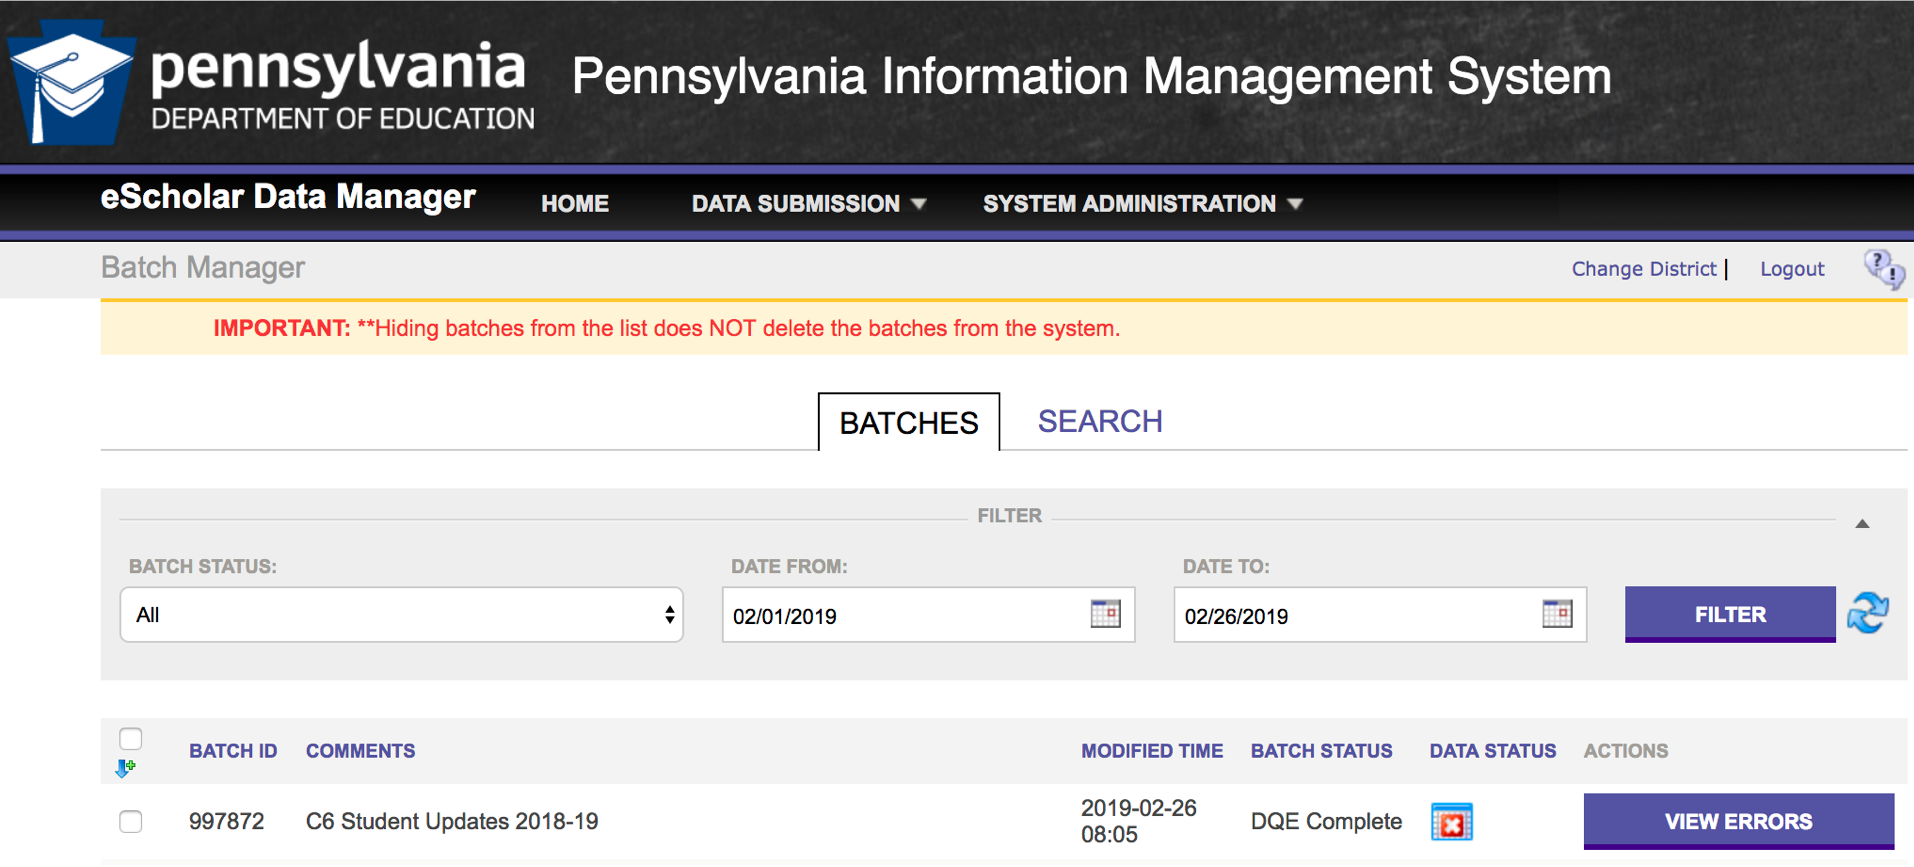 pennsylvania
DEPARTMENT OF EDUCATION
Pennsylvania Information Management System
eScholar Data Manager HOME DATA SUBMISSION SYSTEM ADMINISTRATION
Batch Manager Change District | Logout
IMPORTANT: **Hiding batches from the list does NOT delete the batches from the system.
BATCHES SEARCH
FILTER
BATCH STATUS: DATE FROM: DATE TO:
All 02/01/2019 02/26/2019 FILTER
BATCH ID COMMENTS MODIFIED TIME BATCH STATUS DATA STATUS ACTIONS
997872 C6 Student Updates 2018-19 2019-02-26 08:05 DQE Complete VIEW ERRORS